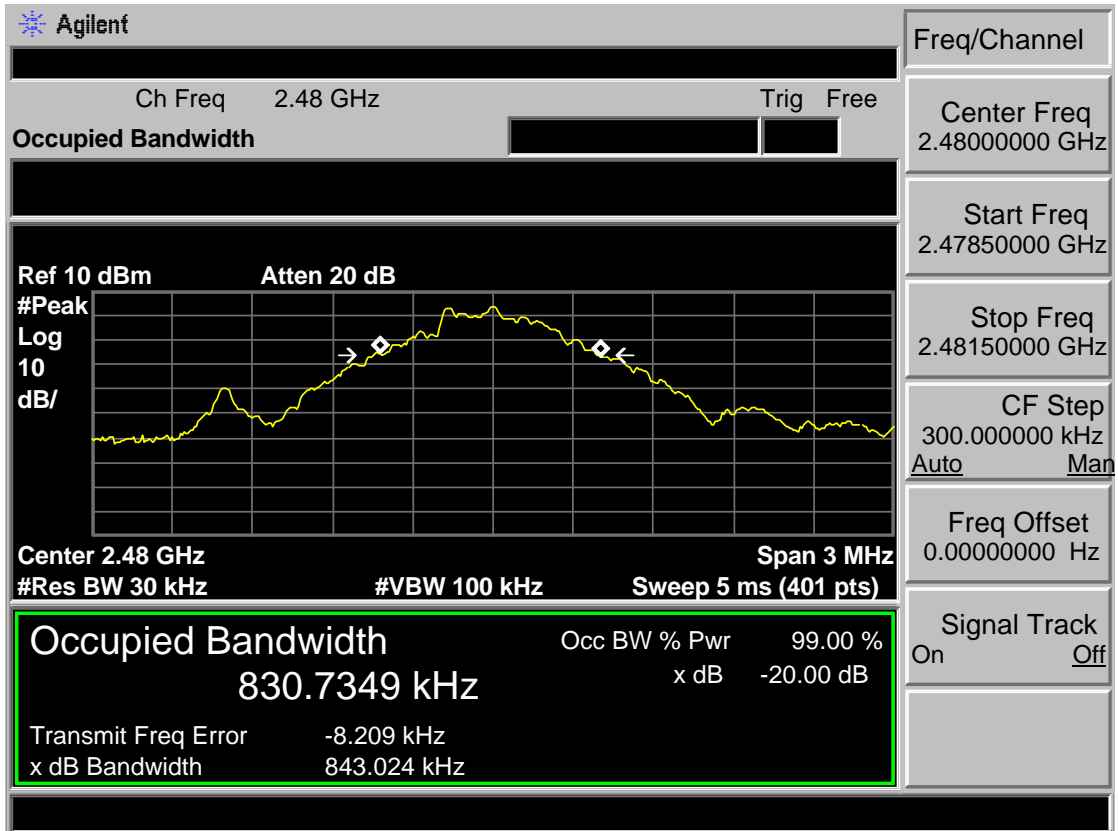 Agilent
Freq/Channel
Ch Freq 2.48 GHz Trig Free
Occupied Bandwidth
Center Freq
2.48000000 GHz
Start Freq
2.47850000 GHz
Stop Freq
2.48150000 GHz
CF Step
300.000000 kHz
Auto Man
Freq Offset
0.00000000 Hz
Signal Track
On Off
Ref 10 dBm Atten 20 dB
#Peak
Log
10
dB/
Center 2.48 GHz Span 3 MHz
#Res BW 30 kHz #VBW 100 kHz Sweep 5 ms (401 pts)
Occupied Bandwidth Occ BW % Pwr 99.00 %
830.7349 kHz x dB -20.00 dB
Transmit Freq Error -8.209 kHz
x dB Bandwidth 843.024 kHz